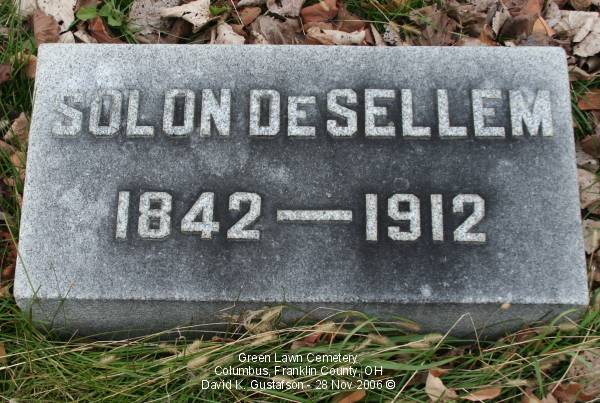 SOLON DeSELLEM
1842—1912
Green Lawn Cemetery
Columbus, Franklin County, OH
David K. Gustafson - 28 Nov 2006 ©